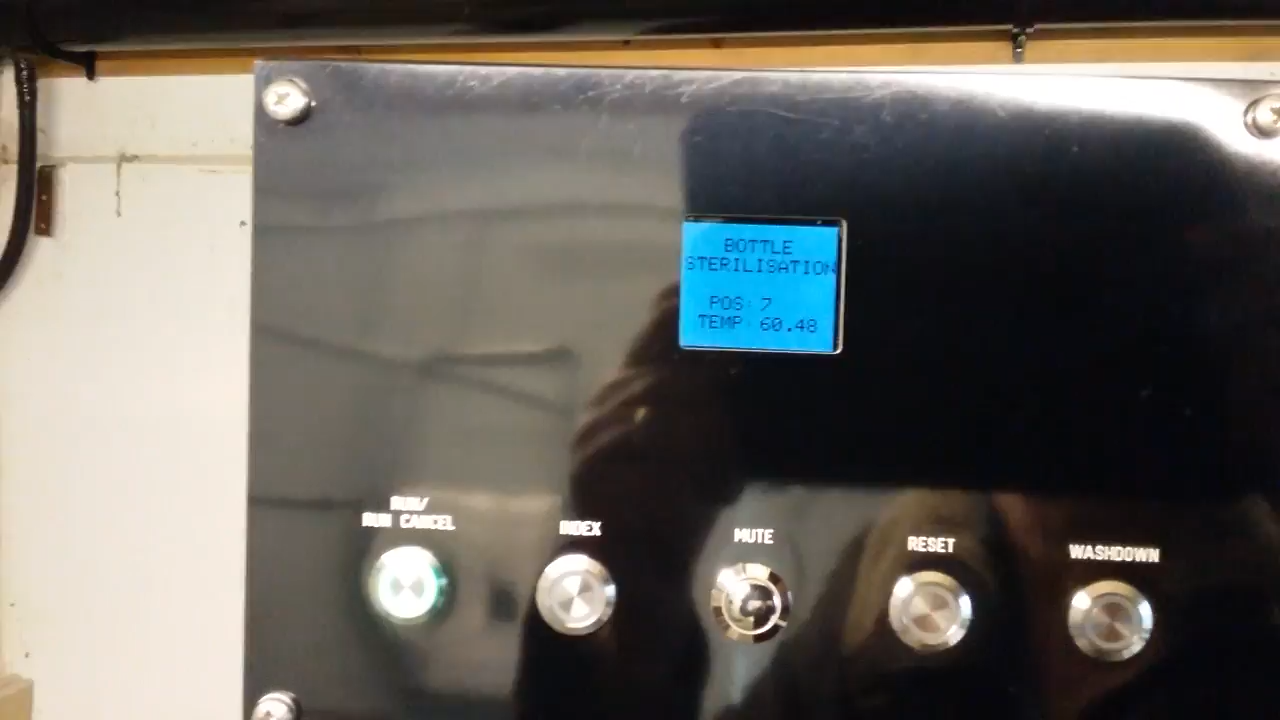 BOTTLE
STERILISATION
POS: 7
TEMP: 60.48
RUN/
RUN CANCEL
INDEX
MUTE
RESET
WASHDOWN